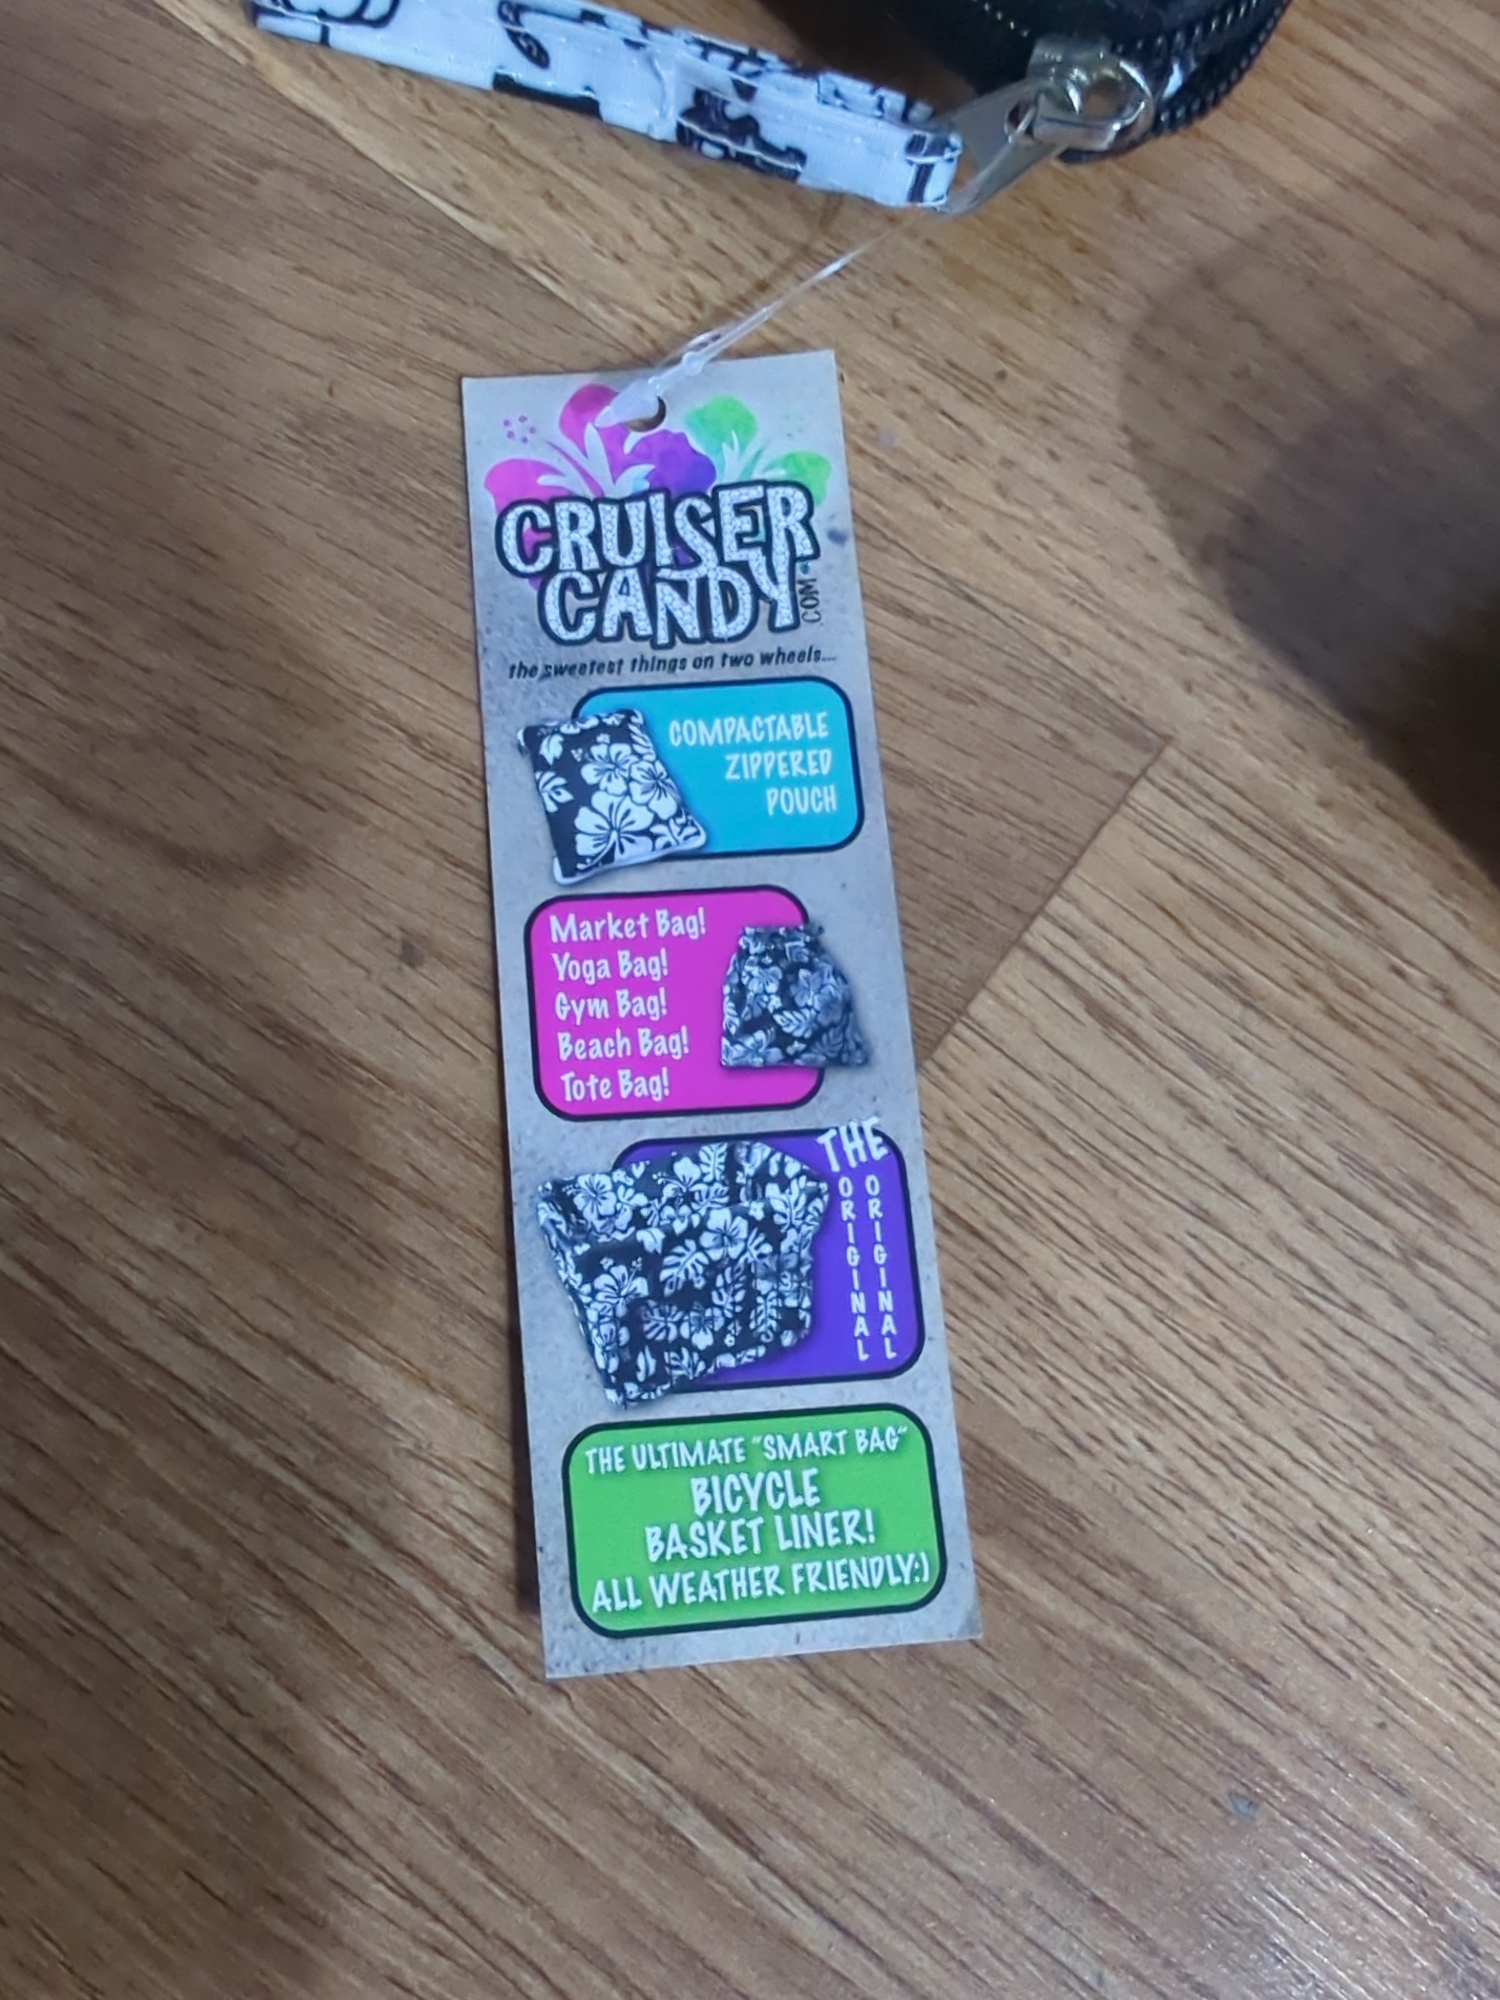 CRUISER
CANDY.COM
the sweetest things on two wheels...
COMPACTABLE
ZIPPERED
POUCH
Market Bag!
Yoga Bag!
Gym Bag!
Beach Bag!
Tote Bag!
THE
ORIGINAL
ORIGINAL
THE ULTIMATE "SMART BAG"
BICYCLE
BASKET LINER!
ALL WEATHER FRIENDLY:)